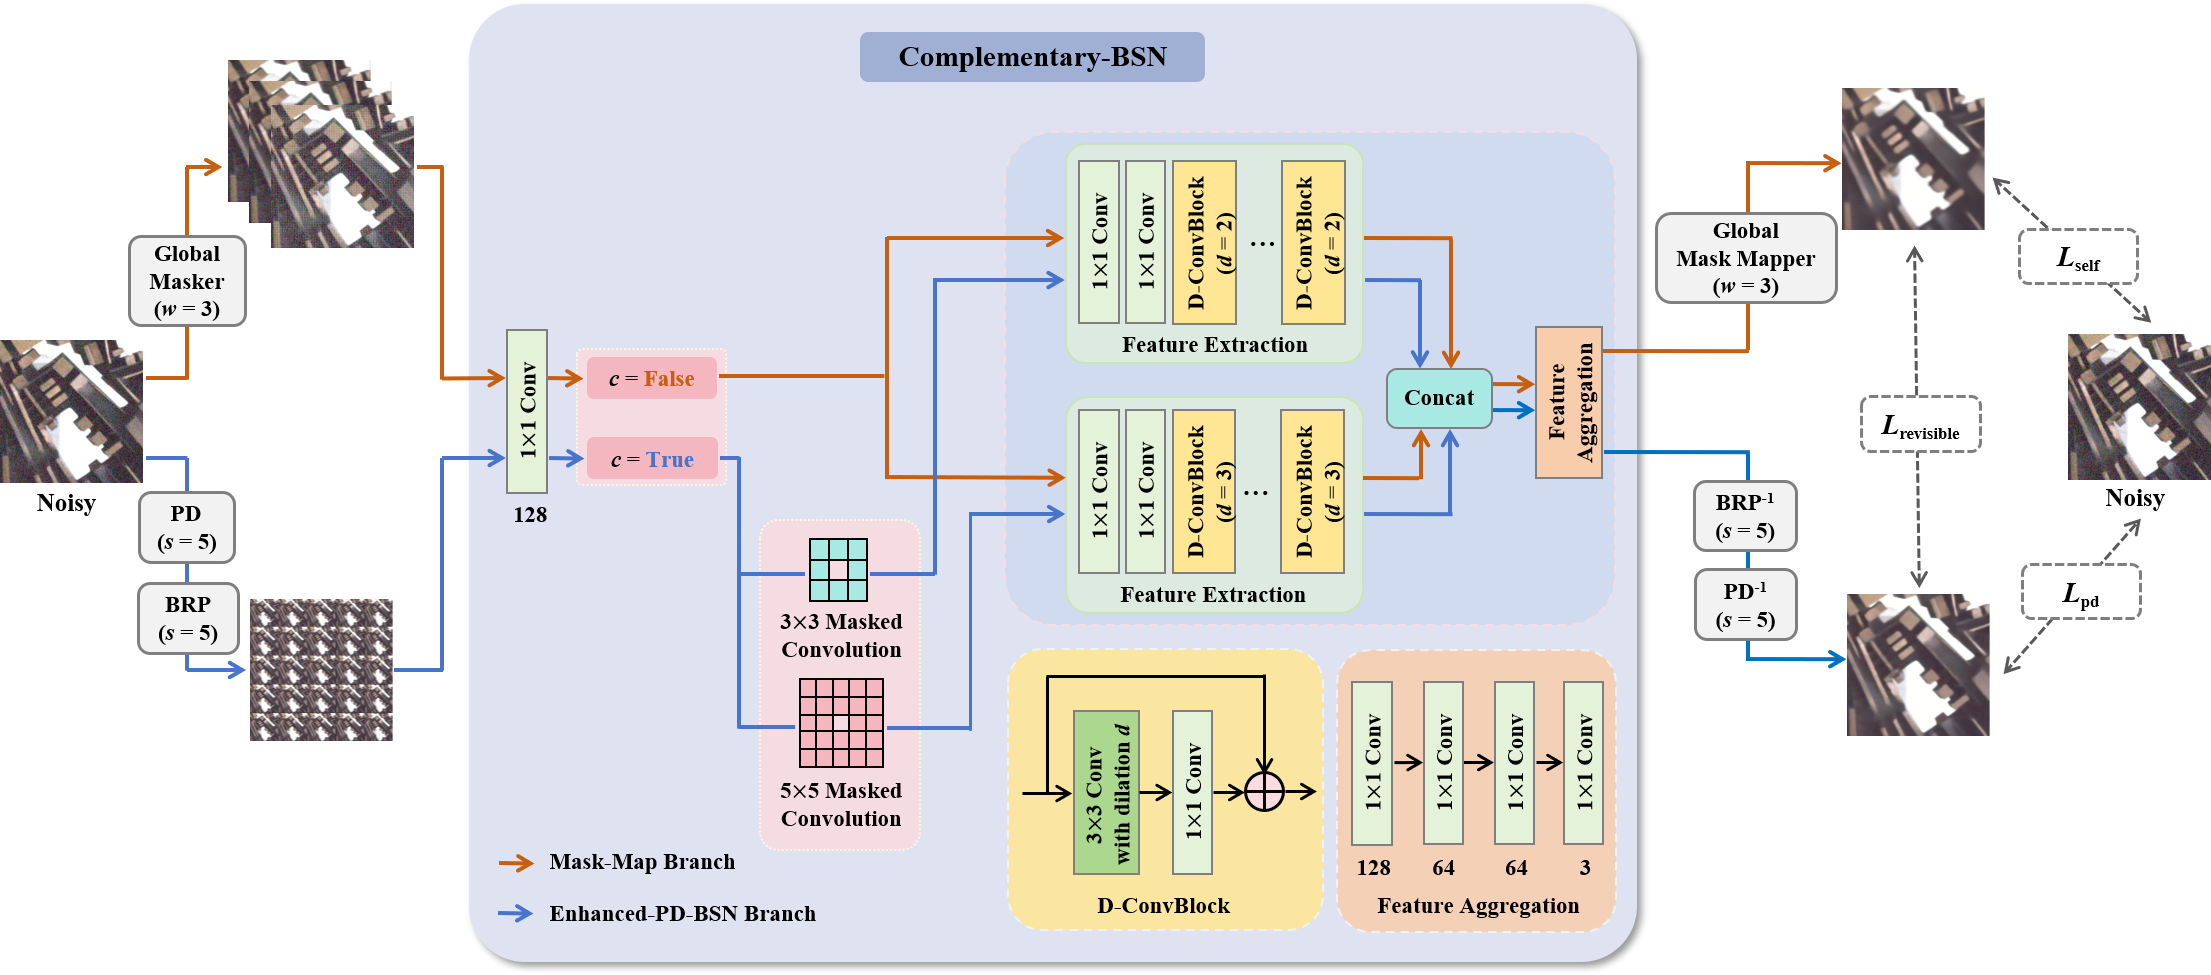 Complementary-BSN
Global
Masker
(w = 3)
Noisy
PD
(s = 5)
BRP
(s = 5)
1×1 Conv
128
c = False
c = True
3×3 Masked
Convolution
5×5 Masked
Convolution
1×1 Conv
1×1 Conv
D-ConvBlock
(d = 2)
...
D-ConvBlock
(d = 2)
Feature Extraction
1×1 Conv
1×1 Conv
D-ConvBlock
(d = 3)
...
D-ConvBlock
(d = 3)
Feature Extraction
Concat
Feature
Aggregation
Global
Mask Mapper
(w = 3)
BRP⁻¹
(s = 5)
PD⁻¹
(s = 5)
L self
L revisible
Noisy
L pd
3×3 Conv
with dilation d
1×1 Conv
D-ConvBlock
1×1 Conv
1×1 Conv
1×1 Conv
1×1 Conv
128
64
64
3
Feature Aggregation
Mask-Map Branch
Enhanced-PD-BSN Branch